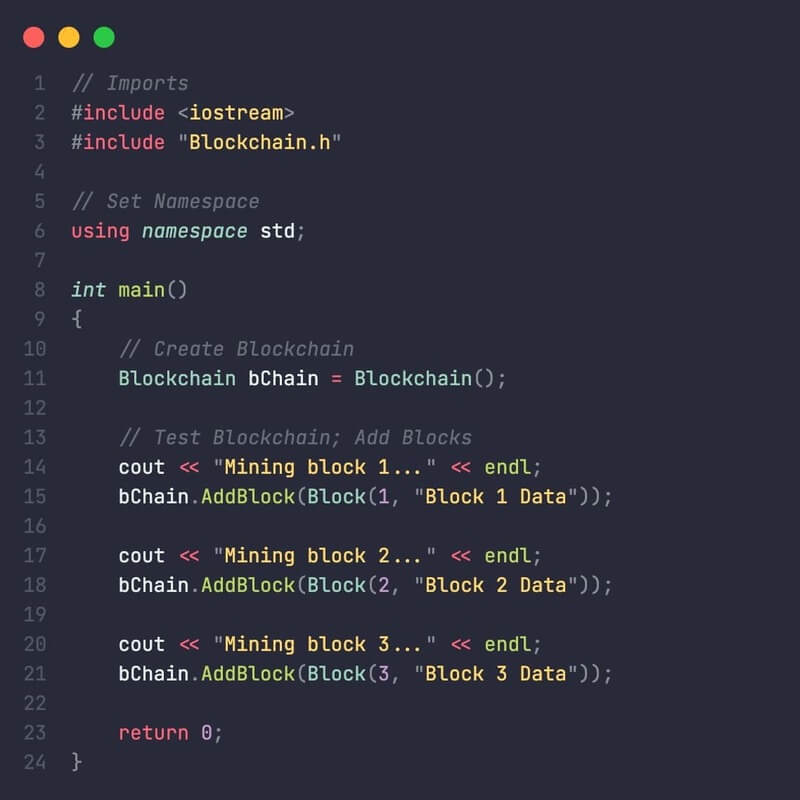 1 // Imports
2 #include <iostream>
3 #include "Blockchain.h"
4
5 // Set Namespace
6 using namespace std;
7
8 int main()
9 {
10     // Create Blockchain
11     Blockchain bChain = Blockchain();
12
13     // Test Blockchain; Add Blocks
14     cout << "Mining block 1..." << endl;
15     bChain.AddBlock(Block(1, "Block 1 Data"));
16
17     cout << "Mining block 2..." << endl;
18     bChain.AddBlock(Block(2, "Block 2 Data"));
19
20     cout << "Mining block 3..." << endl;
21     bChain.AddBlock(Block(3, "Block 3 Data"));
22
23     return 0;
24 }